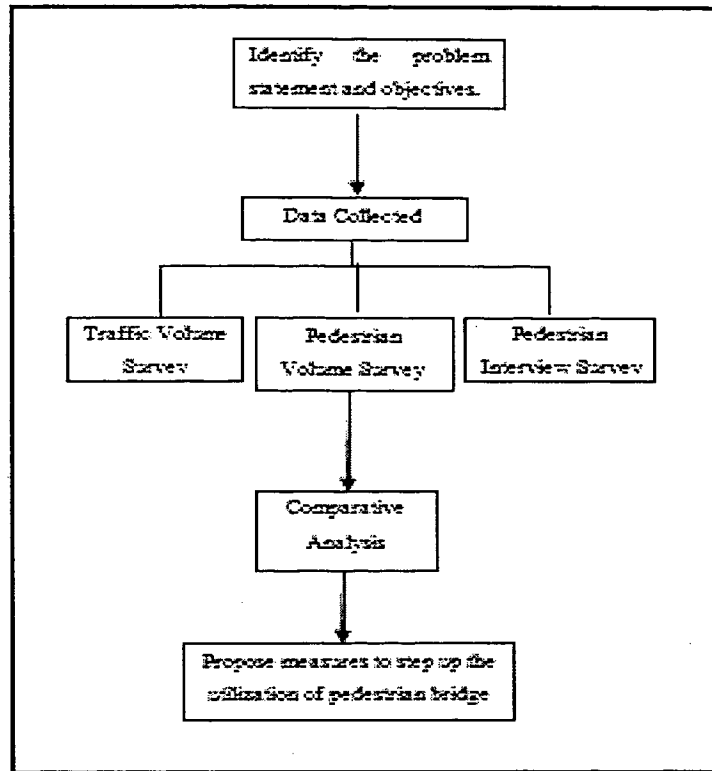 Identify the problem
statement and objectives.
Data Collected
Traffic Volume
Survey
Pedestrian
Volume Survey
Pedestrian
Interview Survey
Comparative
Analysis
Propose measures to step up the
utilization of pedestrian bridge